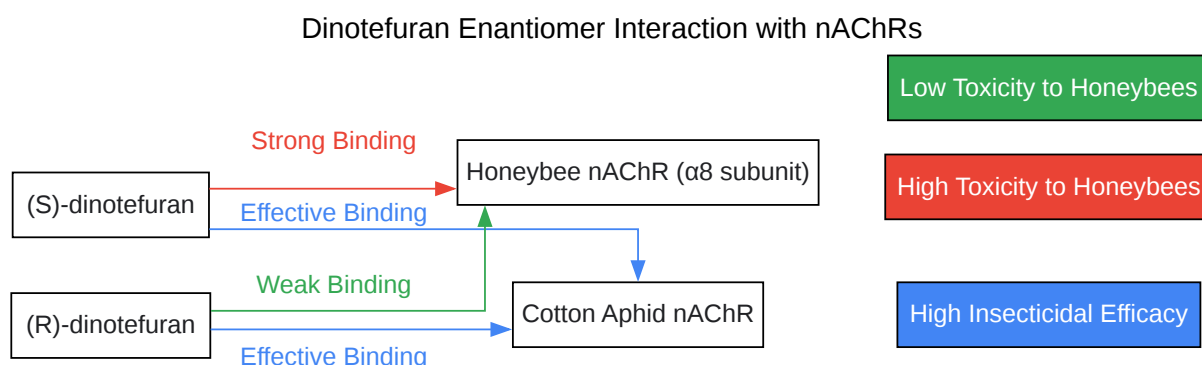 Dinotefuran Enantiomer Interaction with nAChRs
Low Toxicity to Honeybees
Strong Binding
Honeybee nAChR (α8 subunit)
High Toxicity to Honeybees
(S)-dinotefuran
Effective Binding
Weak Binding
(R)-dinotefuran
Cotton Aphid nAChR
High Insecticidal Efficacy
Effective Binding